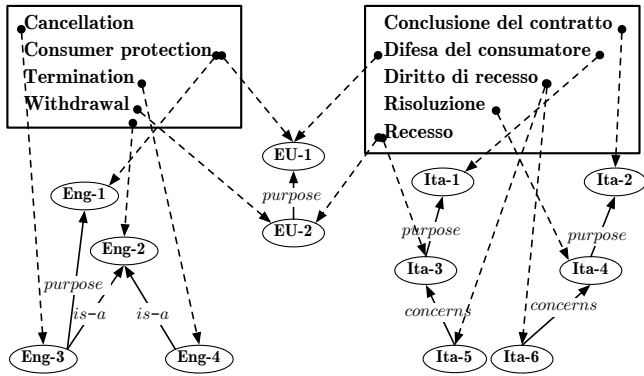 Cancellation
Consumer protection
Termination
Withdrawal
Conclusione del contratto
Difesa del consumatore
Diritto di recesso
Risoluzione
Recesso
EU-1
purpose
EU-2
Eng-1
Eng-2
purpose
is-a
is-a
Eng-3
Eng-4
Ita-1
Ita-2
purpose
purpose
Ita-3
Ita-4
concerns
concerns
Ita-5
Ita-6